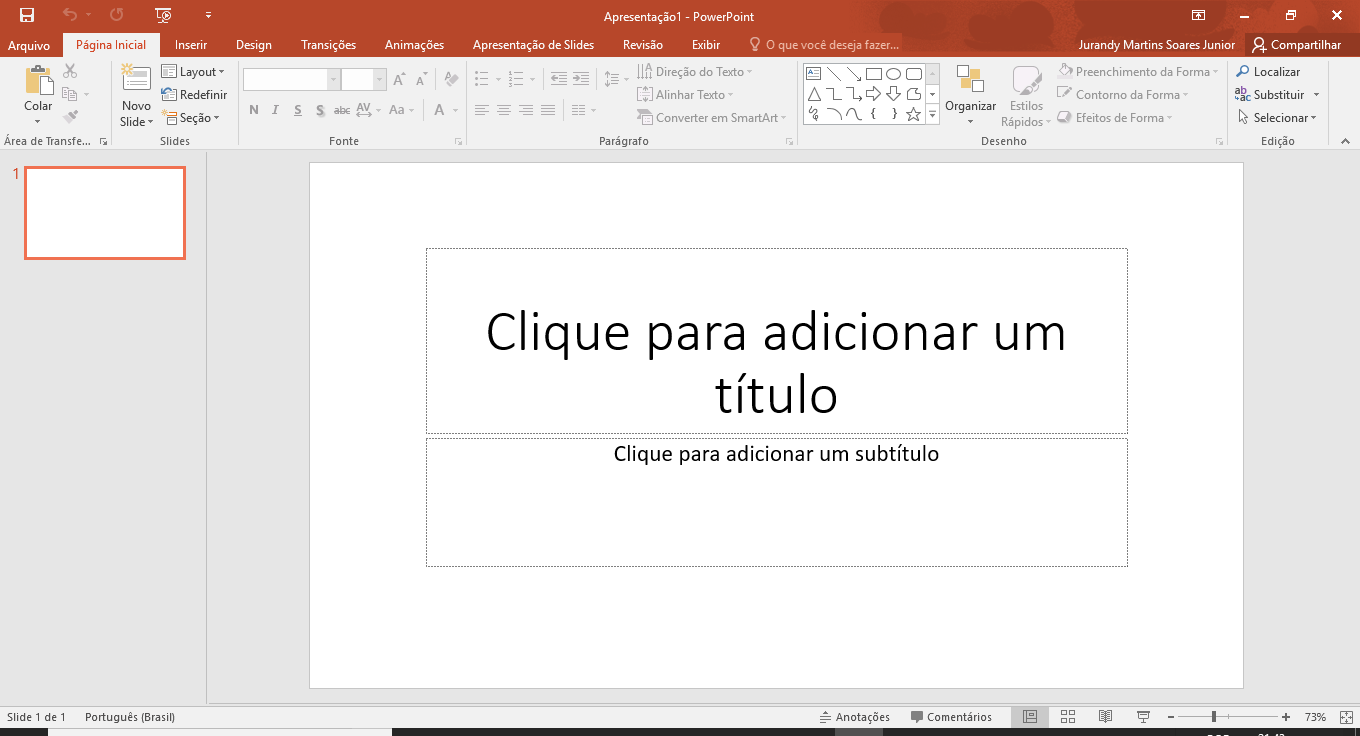 Apresentação1 - PowerPoint
Arquivo Página Inicial Inserir Design Transições Animações Apresentação de Slides Revisão Exibir O que você deseja fazer... Jurandy Martins Soares Junior Compartilhar
Colar
Área de Transfe...
Novo
Slide
Layout
Redefinir
Seção
Slides
N I S S abc AV Aa A
A A
Fonte
Direção do Texto
Alinhar Texto
Converter em SmartArt
Parágrafo
Organizar
Estilos
Rápidos
Preenchimento da Forma
Contorno da Forma
Efeitos de Forma
Desenho
Localizar
Substituir
Selecionar
Edição
1
Clique para adicionar um
título
Clique para adicionar um subtítulo
Slide 1 de 1 Português (Brasil) Anotações Comentários 73%